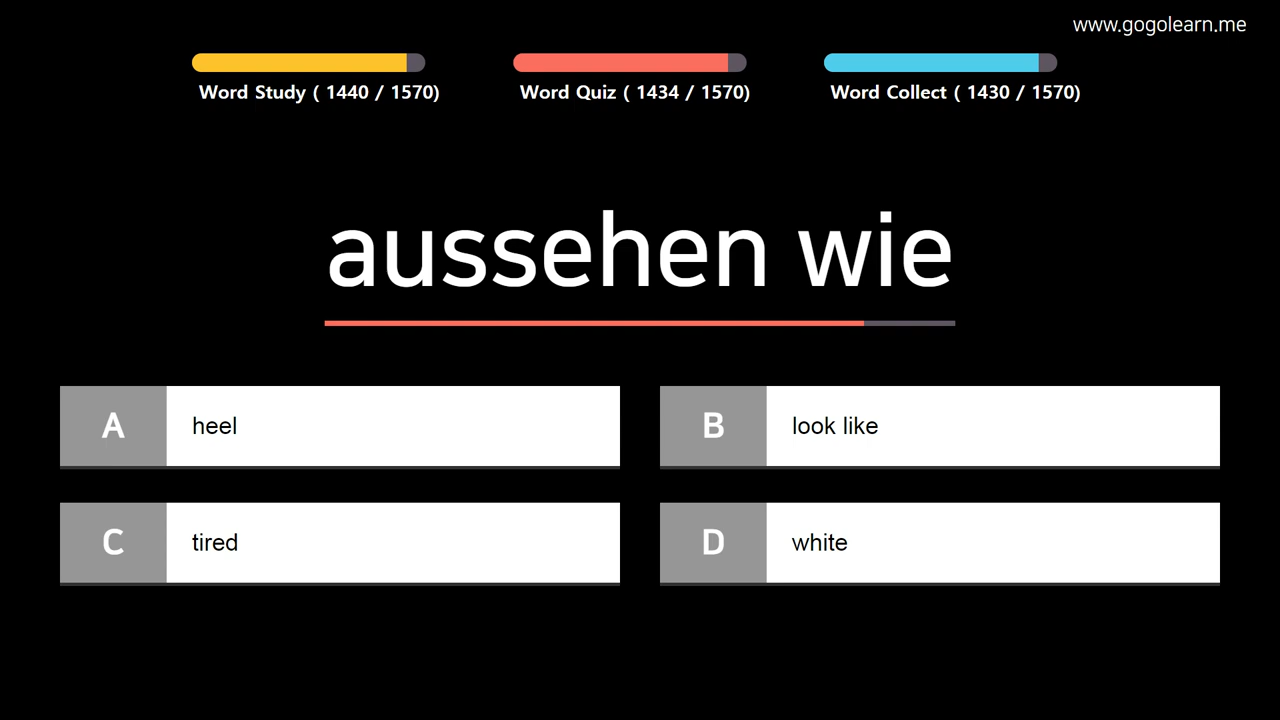 www.gogolearn.me
Word Study ( 1440 / 1570)
Word Quiz ( 1434 / 1570)
Word Collect ( 1430 / 1570)
aussehen wie
A heel
B look like
C tired
D white